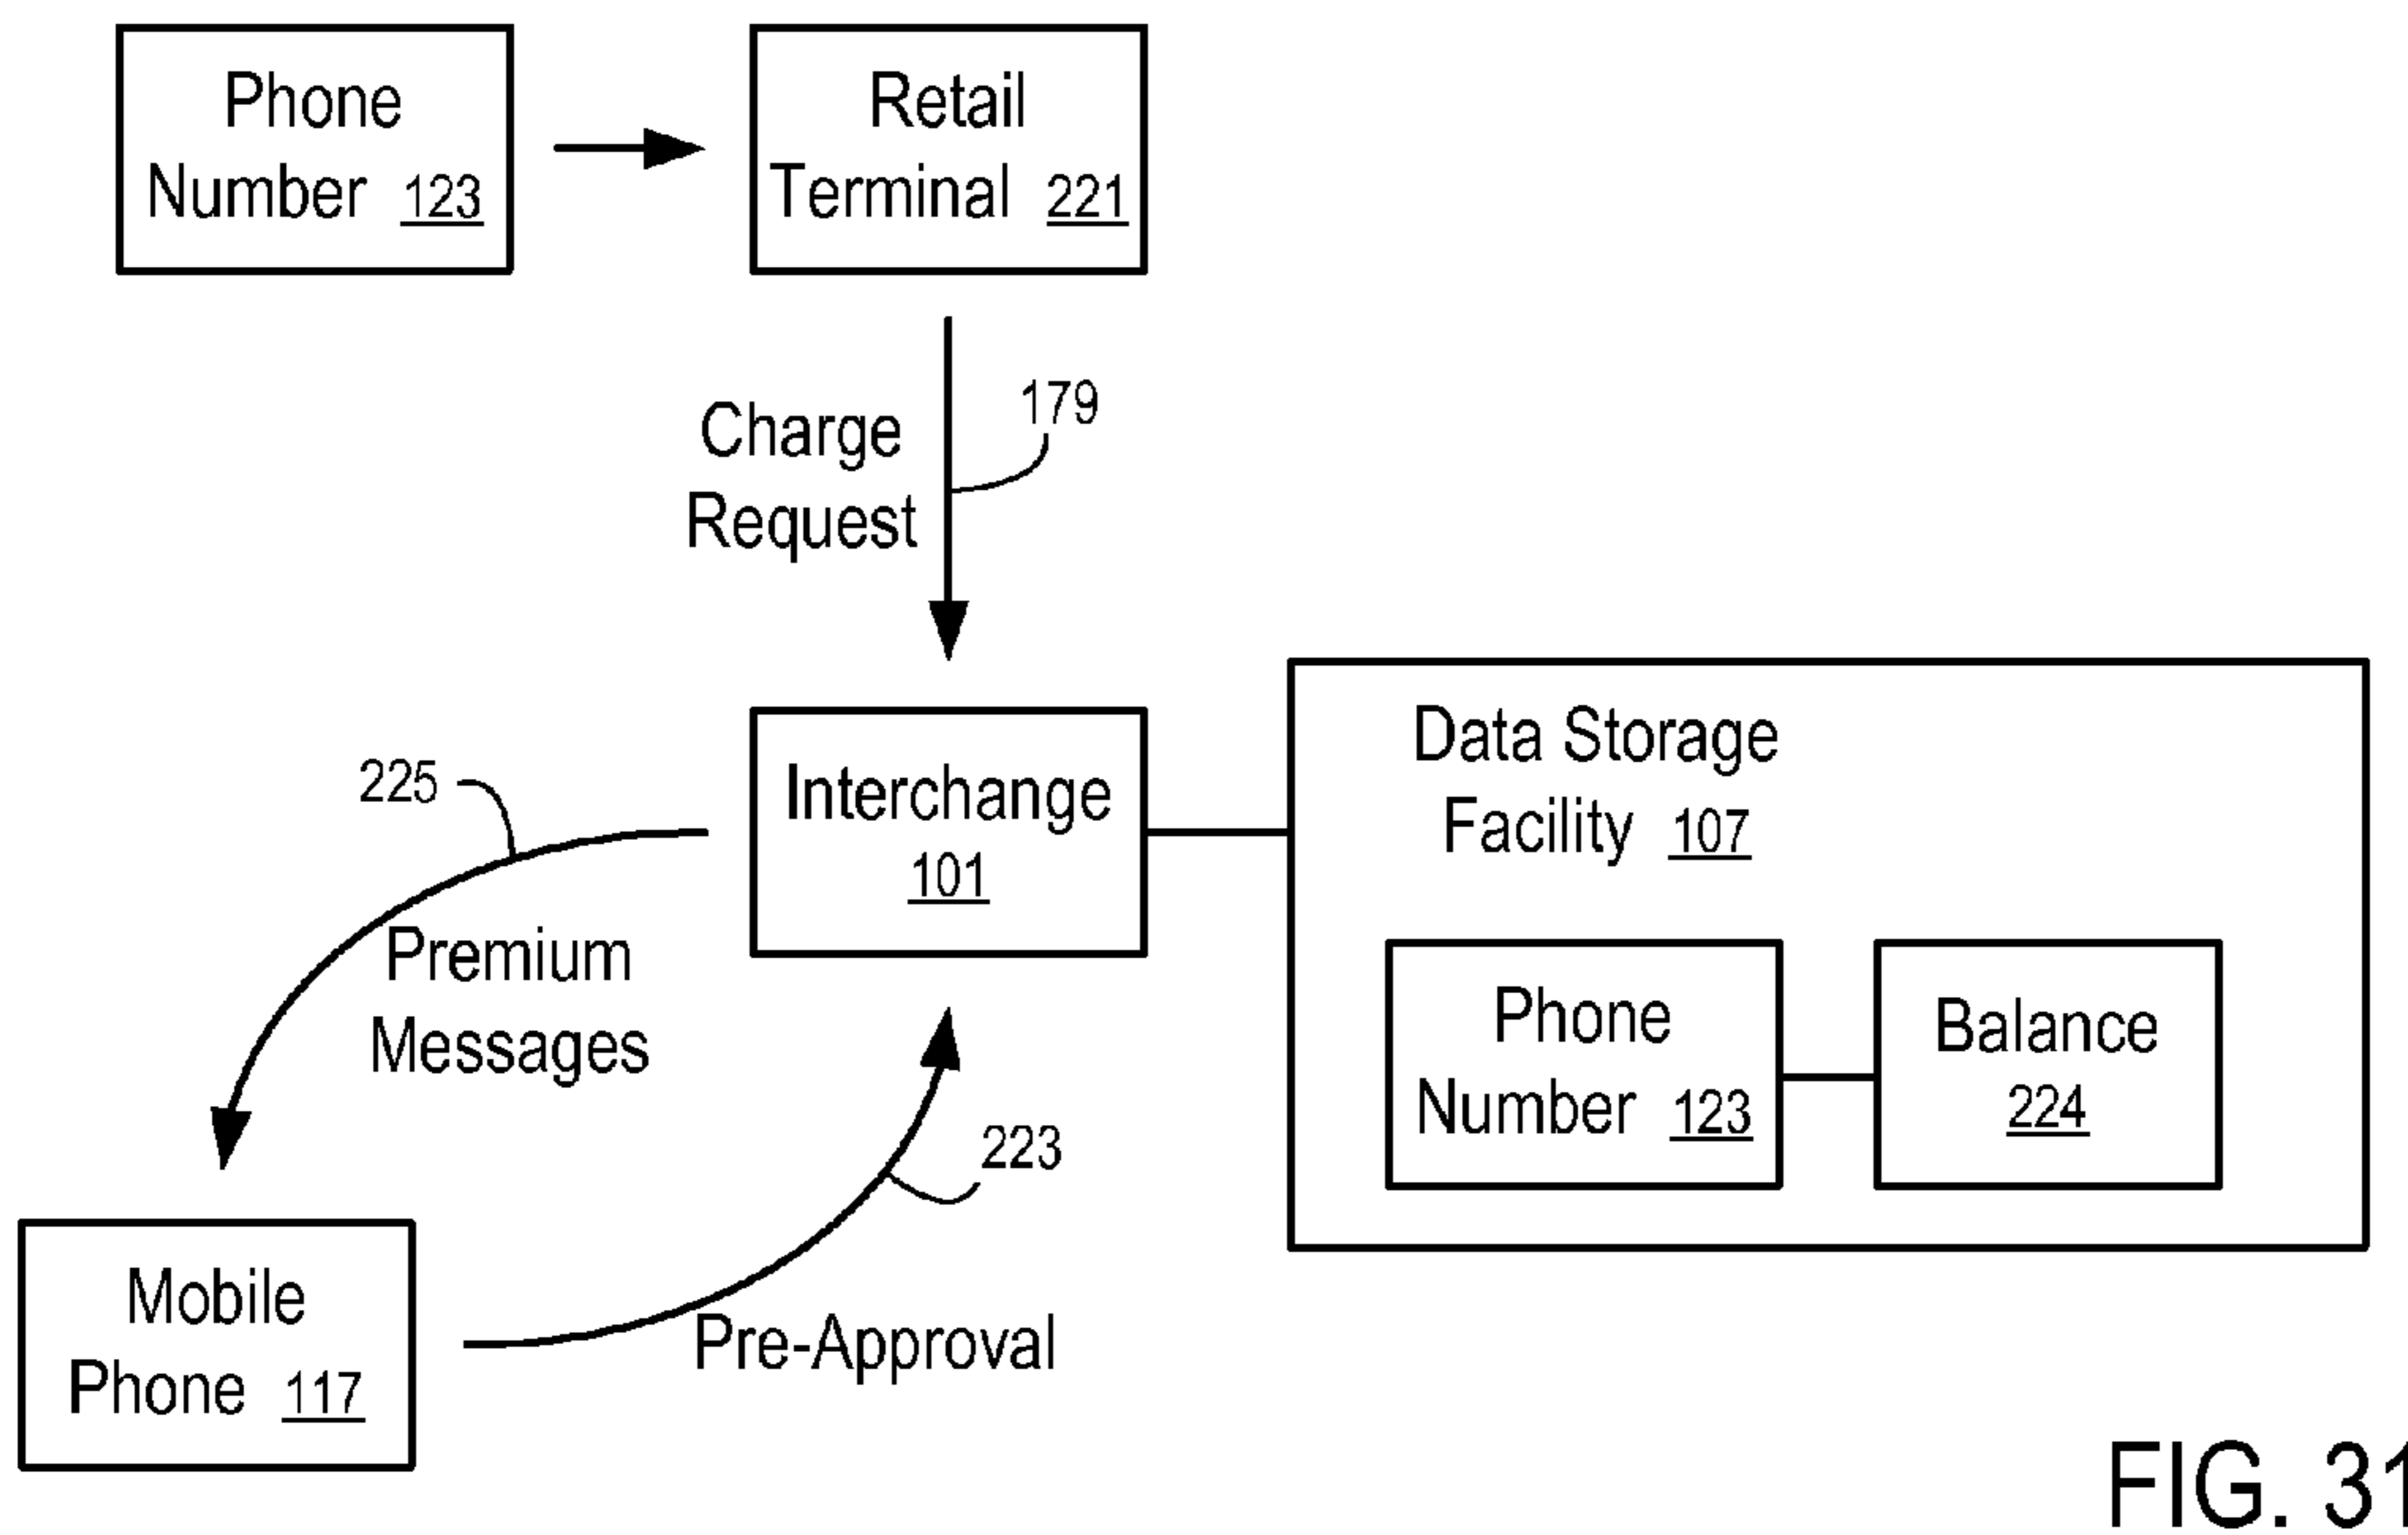 Phone
Number 123
Retail
Terminal 221
Charge
Request
179
Interchange
101
225
Premium
Messages
223
Pre-Approval
Mobile
Phone 117
Data Storage
Facility 107
Phone
Number 123
Balance
224
FIG. 31